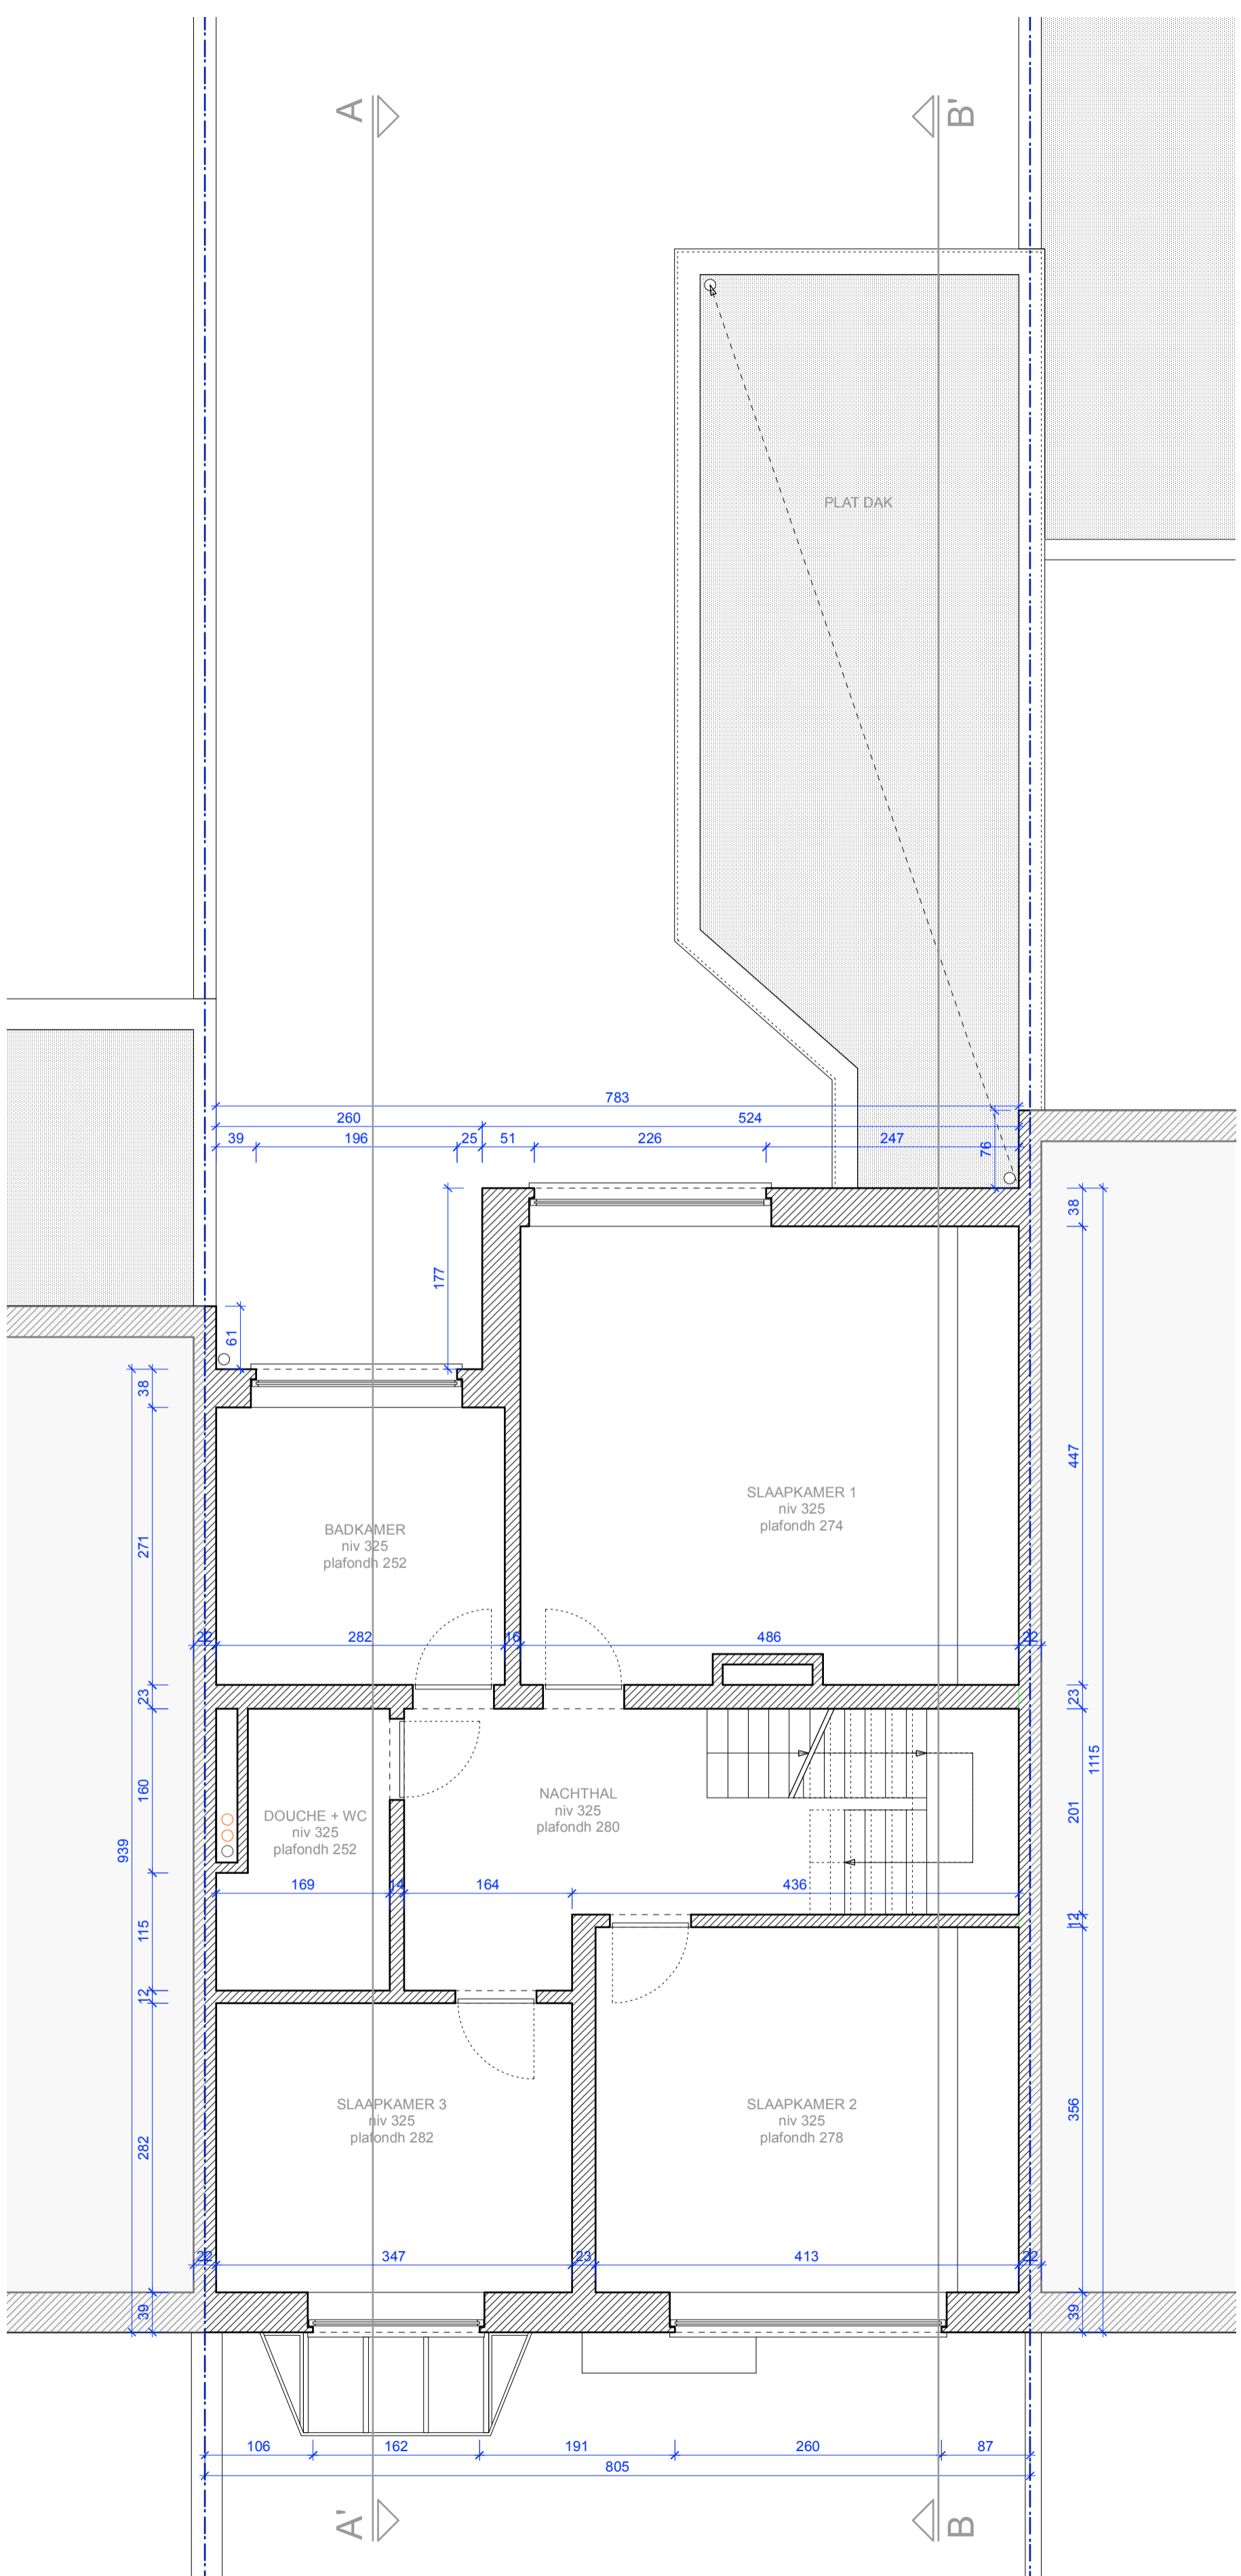 A
B'
PLAT DAK
783
260
524
39
196
25
51
226
247
76
38
177
61
38
447
SLAAPKAMER 1
niv 325
plafondh 274
BADKAMER
niv 325
plafondh 252
271
22
282
16
486
22
23
23
1115
160
NACHTHAL
niv 325
plafondh 280
DOUCHE + WC
niv 325
plafondh 252
201
939
169
14
164
436
115
12
12
SLAAPKAMER 3
niv 325
plafondh 282
SLAAPKAMER 2
niv 325
plafondh 278
356
282
22
347
23
413
22
39
39
106
162
191
260
87
805
A'
B